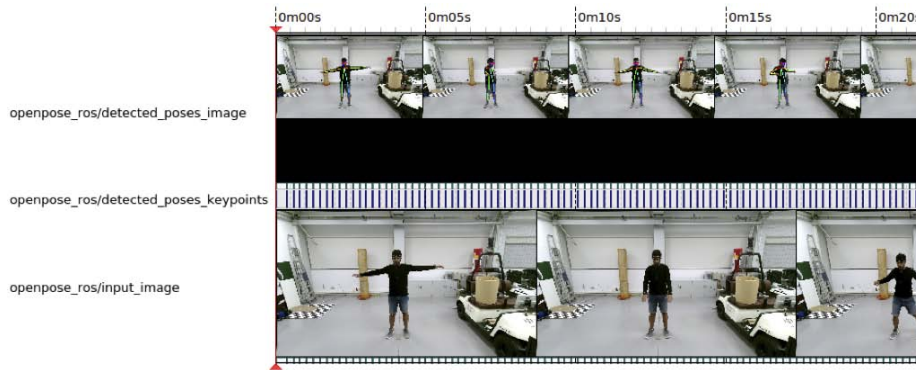 0m00s 0m05s 0m10s 0m15s 0m20s
openpose_ros/detected_poses_image
openpose_ros/detected_poses_keypoints
openpose_ros/input_image